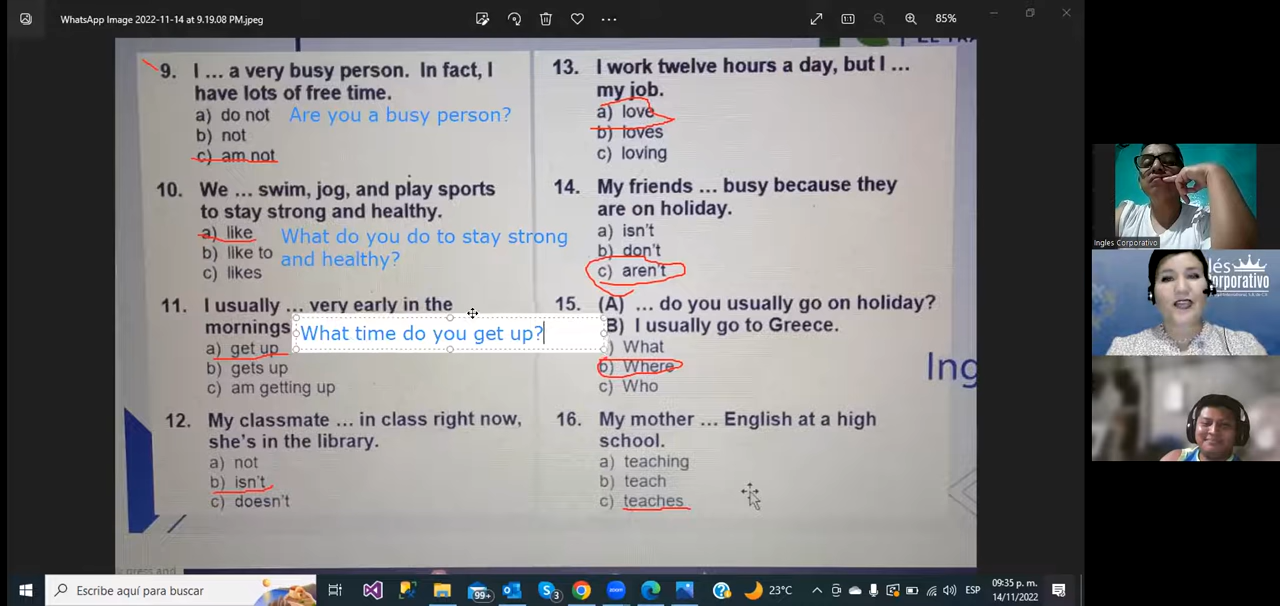 WhatsApp Image 2022-11-14 at 9.19.08 PM.jpeg
85%
9. I ... a very busy person. In fact, I
have lots of free time.
a) do not
Are you a busy person?
b) not
c) am not
10. We ... swim, jog, and play sports
to stay strong and healthy.
a) like
What do you do to stay strong
and healthy?
b) like to
c) likes
11. I usually ... very early in the
mornings
What time do you get up?
a) get up
b) gets up
c) am getting up
12. My classmate ... in class right now,
she's in the library.
a) not
b) isn't
c) doesn't
13. I work twelve hours a day, but I ...
my job.
a) love
b) loves
c) loving
14. My friends ... busy because they
are on holiday.
a) isn't
b) don't
c) aren't
15. (A) ... do you usually go on holiday?
B) I usually go to Greece.
) What
b) Where
c) Who
16. My mother ... English at a high
school.
a) teaching
b) teach
c) teaches
Ing
Ingles Corporativo
lés
orporativo
Escribe aquí para buscar
99+
3
zoom
23°C
ESP
09:35 p. m.
14/11/2022